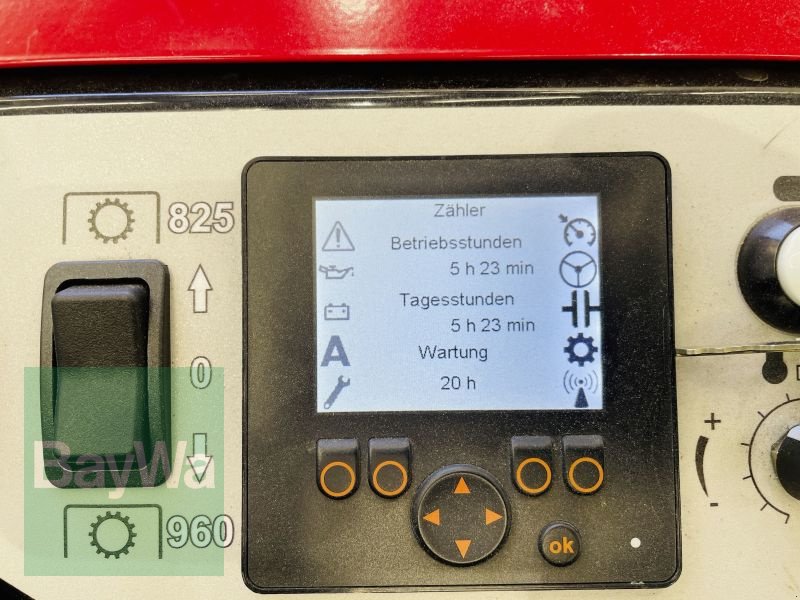 825
0
960
Zähler
Betriebsstunden
5 h 23 min
Tagesstunden
5 h 23 min
Wartung
20 h
A
ok
+
-
BayWa